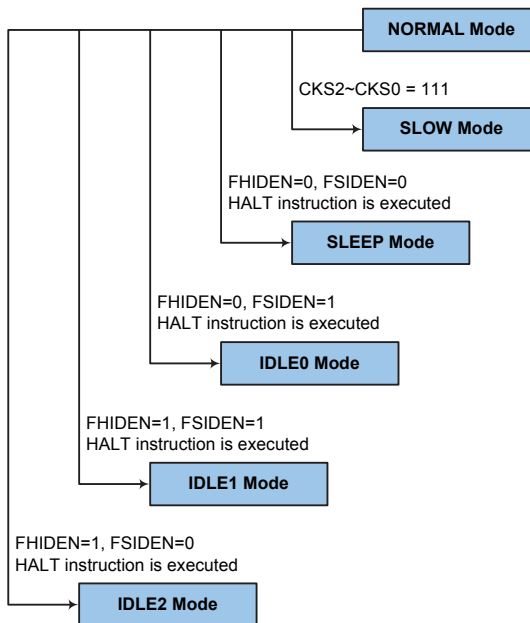 NORMAL Mode
CKS2~CKS0 = 111
SLOW Mode
FHIDEN=0, FSIDEN=0
HALT instruction is executed
SLEEP Mode
FHIDEN=0, FSIDEN=1
HALT instruction is executed
IDLE0 Mode
FHIDEN=1, FSIDEN=1
HALT instruction is executed
IDLE1 Mode
FHIDEN=1, FSIDEN=0
HALT instruction is executed
IDLE2 Mode